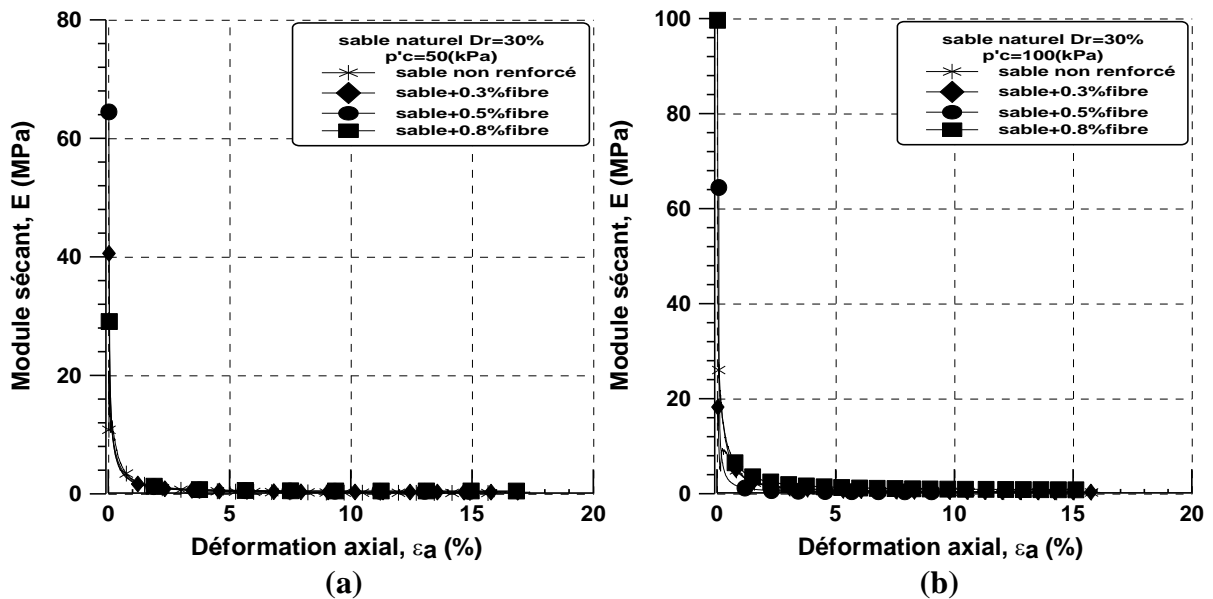 80
60
40
20
0
0 5 10 15 20
Module sécant, E (MPa)
Déformation axial, εa (%)
sable naturel Dr=30%
p'c=50(kPa)
sable non renforcé
sable+0.3%fibre
sable+0.5%fibre
sable+0.8%fibre
(a)
100
80
60
40
20
0
0 5 10 15 20
Module sécant, E (MPa)
Déformation axial, εa (%)
sable naturel Dr=30%
p'c=100(kPa)
sable non renforcé
sable+0.3%fibre
sable+0.5%fibre
sable+0.8%fibre
(b)